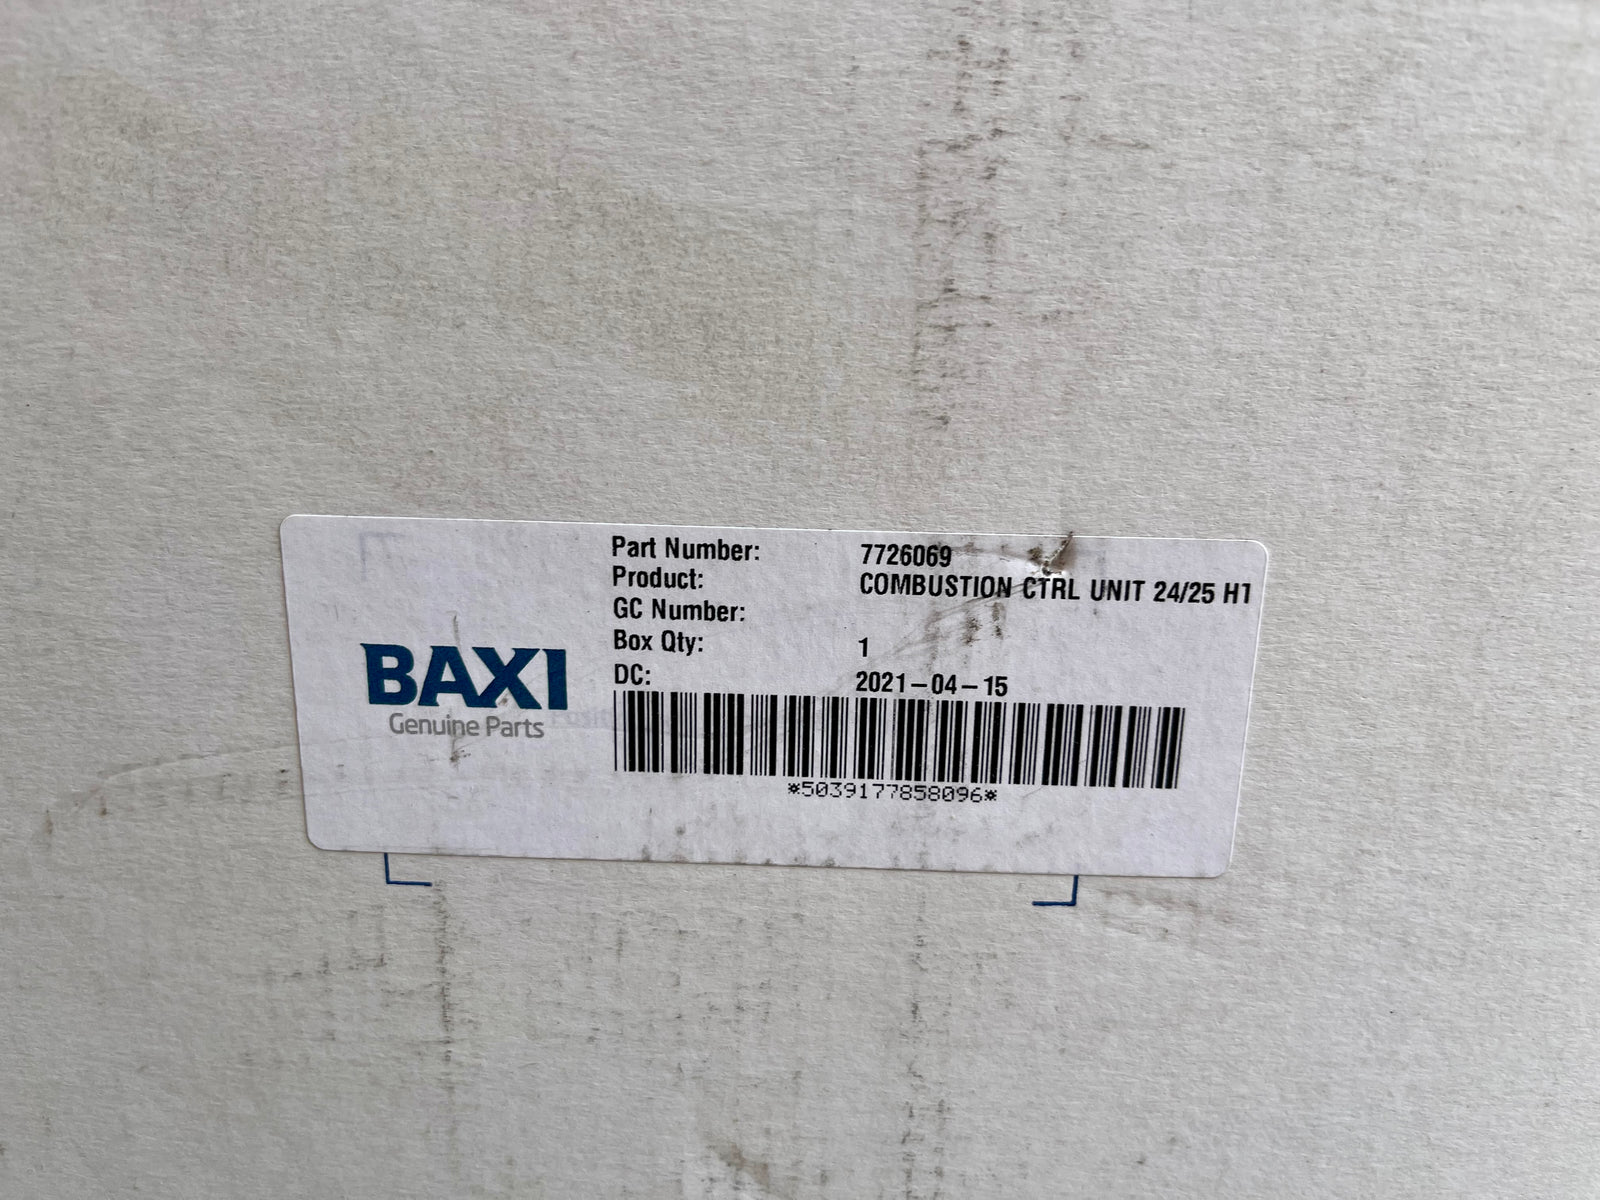 Part Number: 7726069
Product: COMBUSTION CTRL UNIT 24/25 H1
GC Number:
Box Qty: 1
DC: 2021-04-15
BAXI
Genuine Parts
*5039177858096*